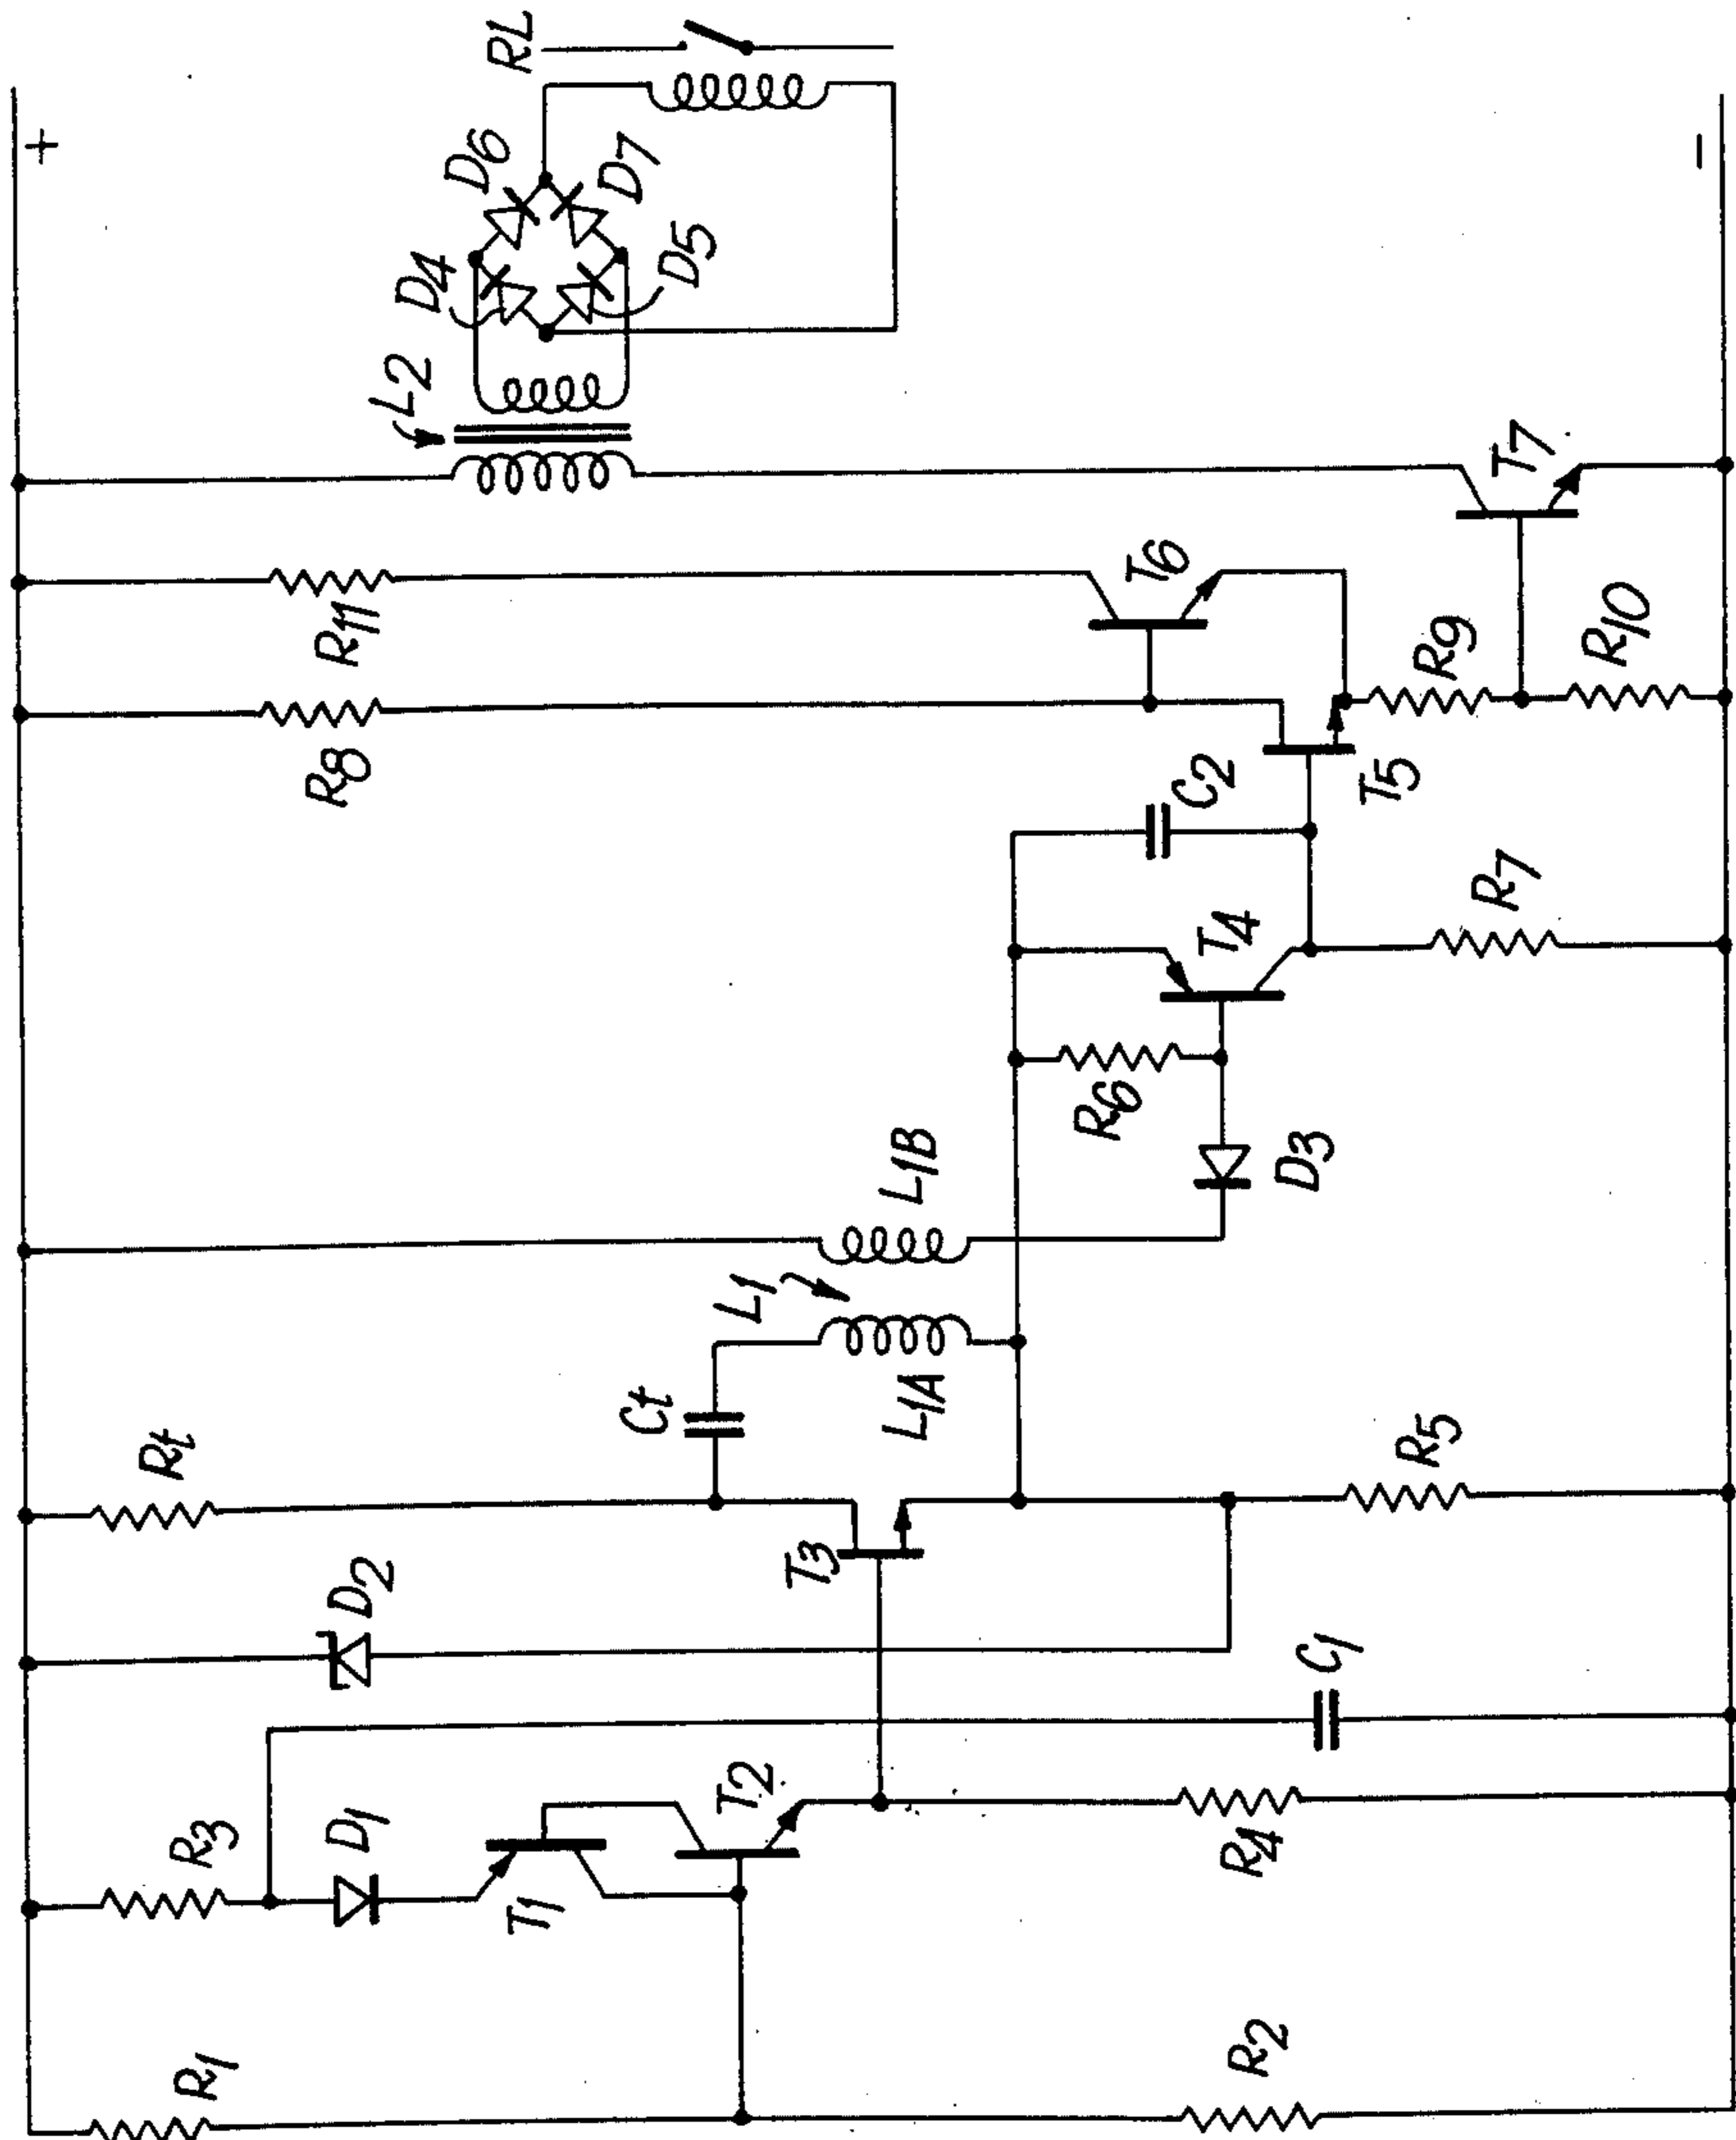 +
RL
D6
D7
D4
D5
L2
R11
R8
T6
T7
R9
R10
C2
T5
T4
R7
R6
D3
L1B
L1
L1A
Ct
Rt
R5
T3
D2
C1
R3
D1
T1
T2
R4
R1
R2
−